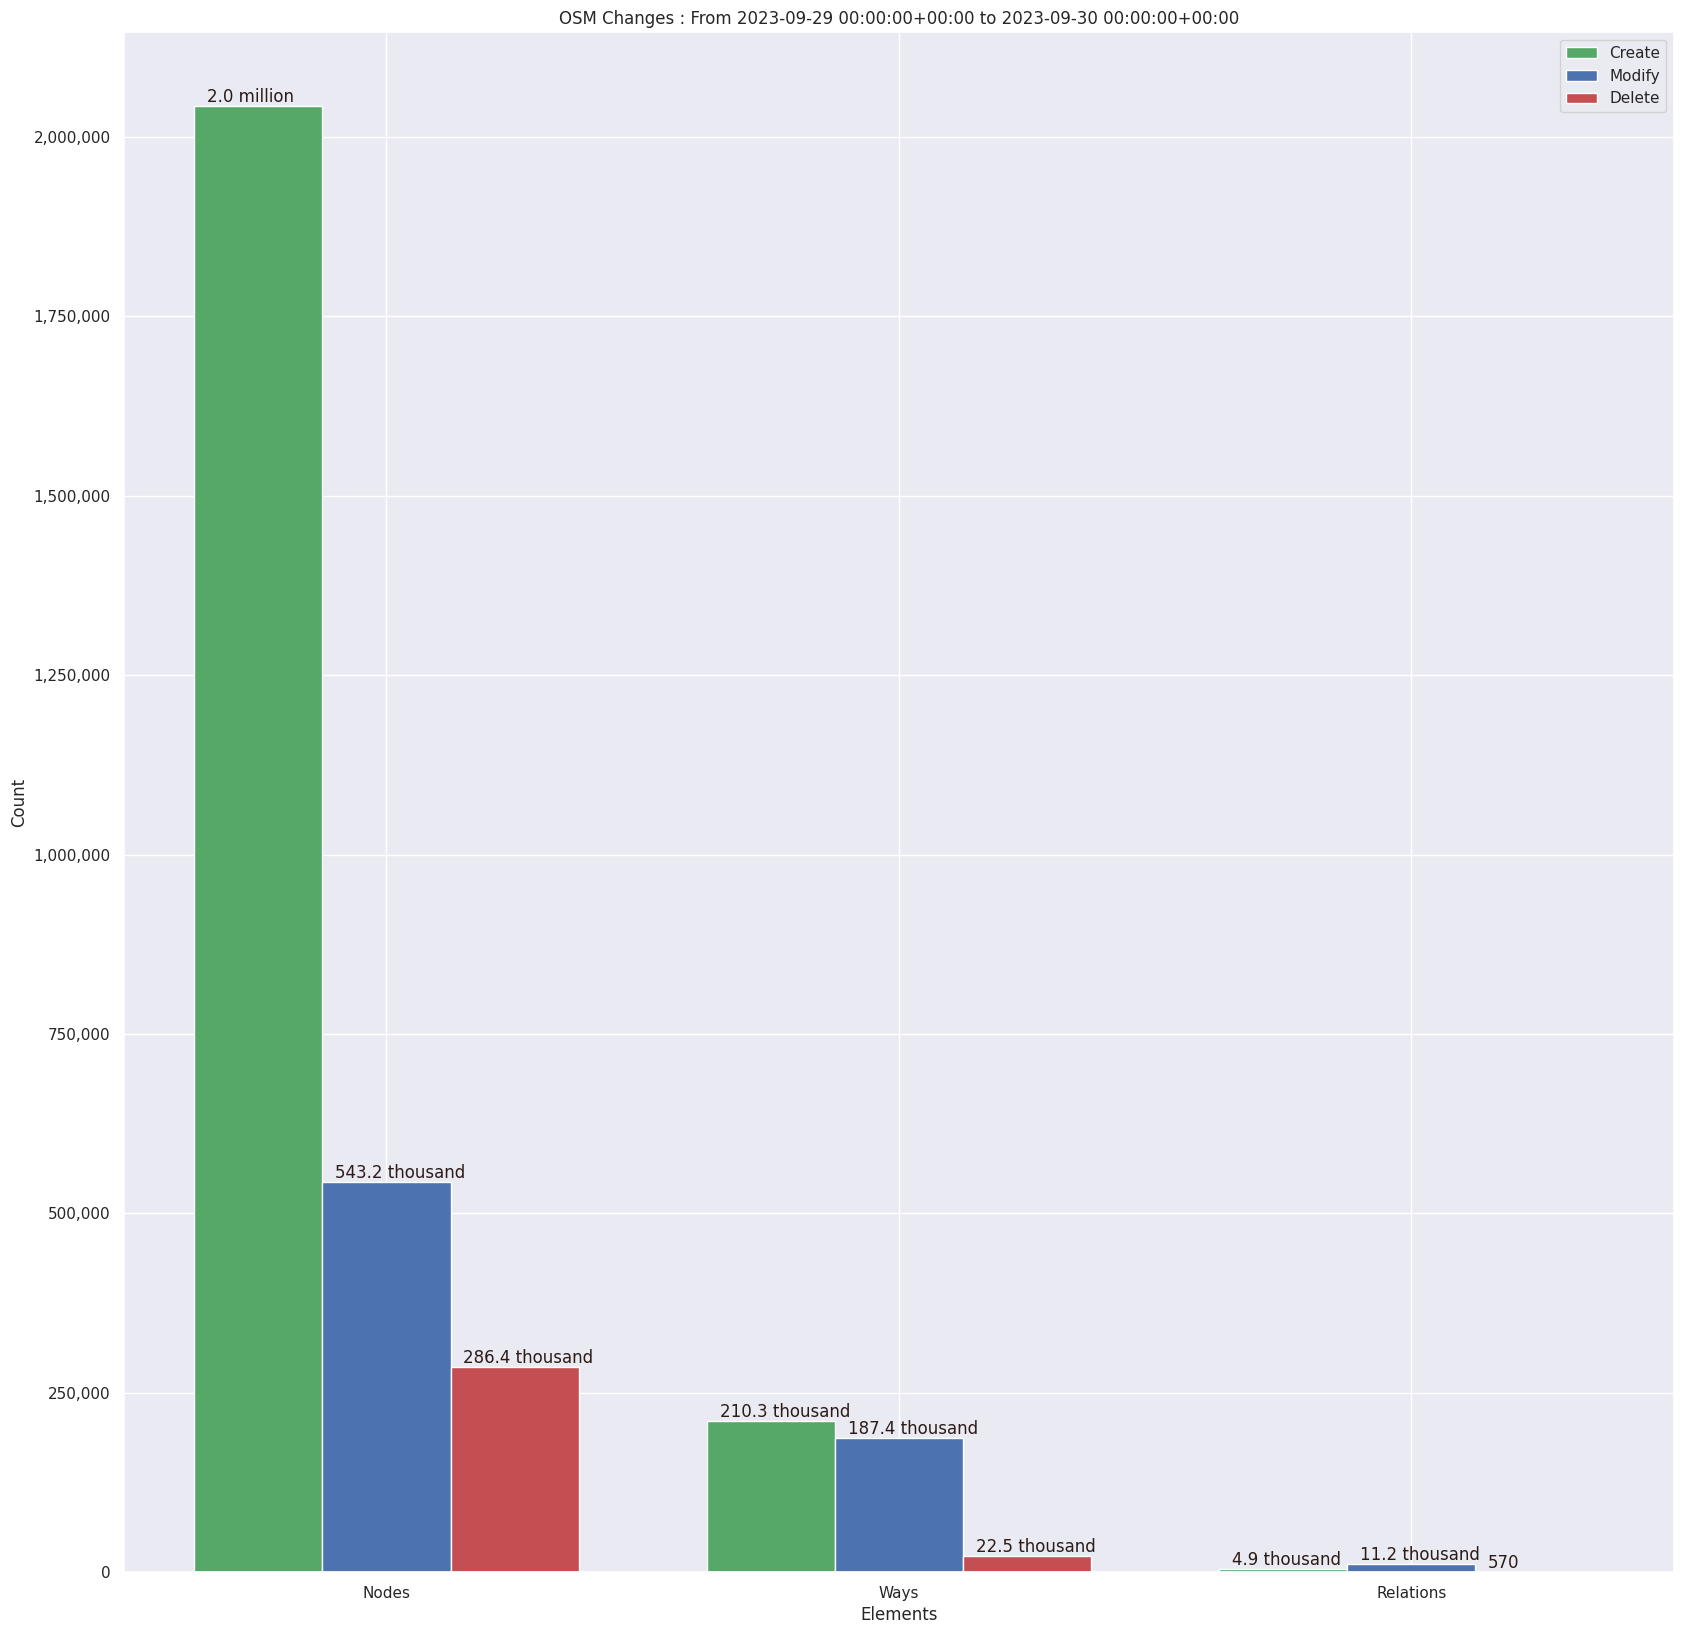 OSM Changes : From 2023-09-29 00:00:00+00:00 to 2023-09-30 00:00:00+00:00
Create
Modify
Delete
2.0 million
543.2 thousand
286.4 thousand
210.3 thousand
187.4 thousand
22.5 thousand
4.9 thousand
11.2 thousand
570
2,000,000
1,750,000
1,500,000
1,250,000
1,000,000
750,000
500,000
250,000
0
Count
Nodes
Ways
Relations
Elements